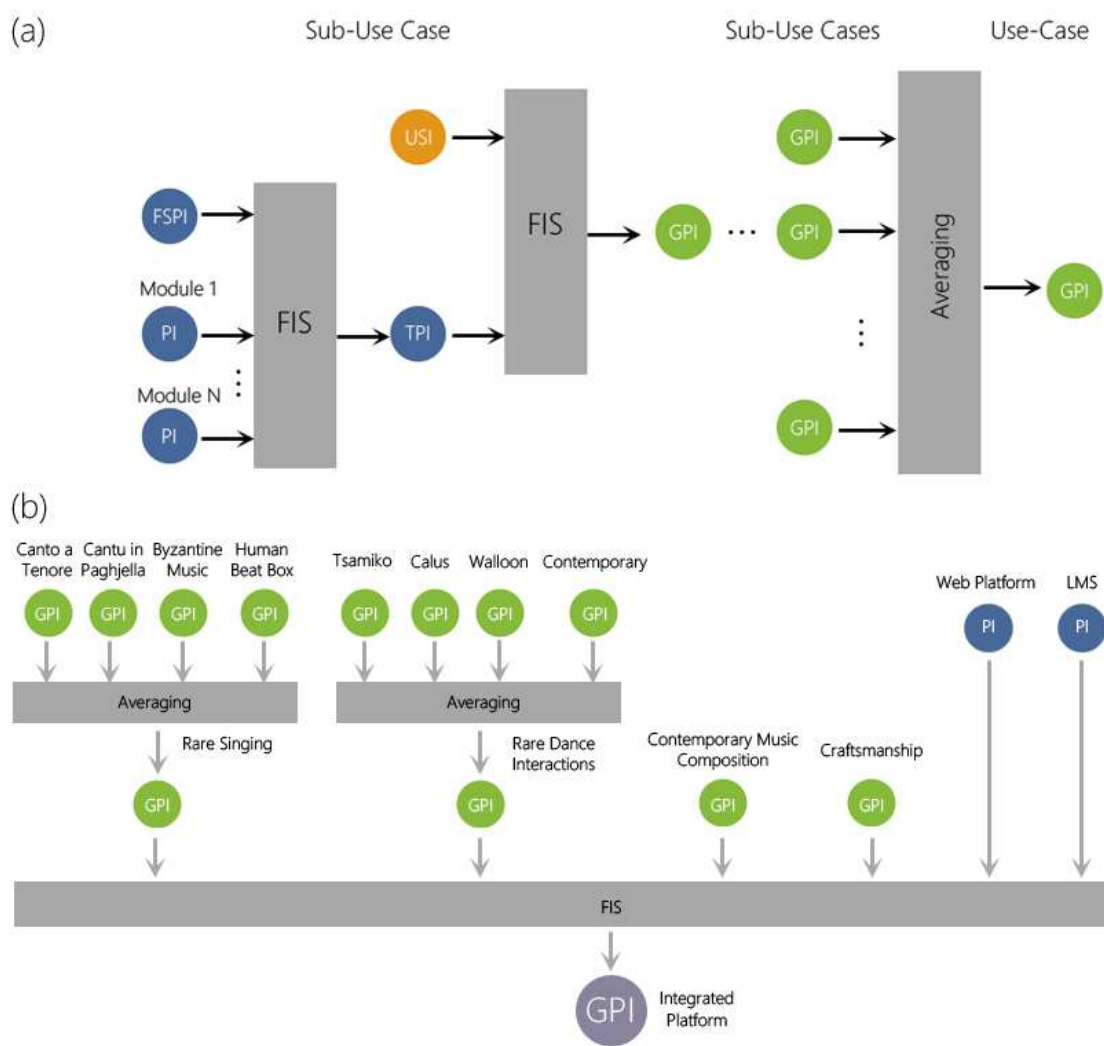 (a)
Sub-Use Case
Sub-Use Cases
Use-Case
USI
GPI
FSPI
FIS
GPI
...
GPI
Averaging
Module 1
GPI
PI
FIS
TPI
Module N
PI
GPI
(b)
Canto a
Tenore
Cantu in
Paghjella
Byzantine
Music
Human
Beat Box
Tsamiko
Calus
Walloon
Contemporary
Web Platform
LMS
GPI
GPI
GPI
GPI
GPI
GPI
GPI
GPI
PI
PI
Averaging
Averaging
Rare Singing
Rare Dance
Interactions
Contemporary Music
Composition
Craftsmanship
GPI
GPI
GPI
GPI
FIS
GPI
Integrated
Platform